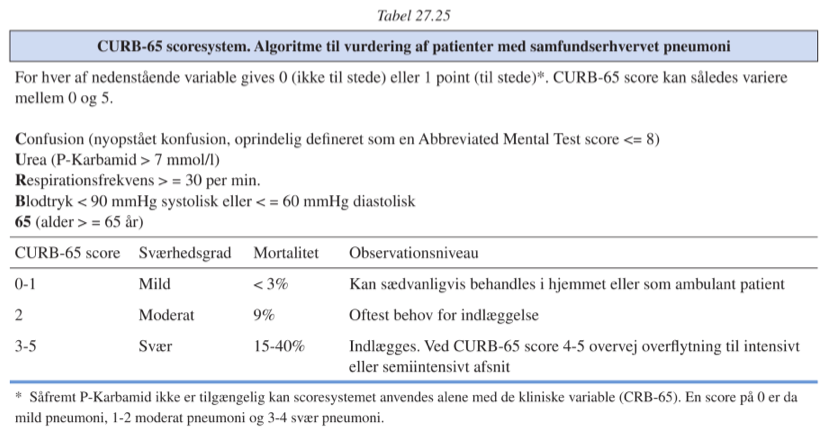 Tabel 27.25
CURB-65 scoresystem. Algoritme til vurdering af patienter med samfundserhvervet pneumoni
For hver af nedenstående variable gives 0 (ikke til stede) eller 1 point (til stede)*. CURB-65 score kan således variere
mellem 0 og 5.
Confusion (nyopstået konfusion, oprindelig defineret som en Abbreviated Mental Test score <= 8)
Urea (P-Karbamid > 7 mmol/l)
Respirationsfrekvens > = 30 per min.
Blodtryk < 90 mmHg systolisk eller < = 60 mmHg diastolisk
65 (alder > = 65 år)
CURB-65 score Sværhedsgrad Mortalitet Observationsniveau
0-1 Mild < 3% Kan sædvanligvis behandles i hjemmet eller som ambulant patient
2 Moderat 9% Oftest behov for indlæggelse
3-5 Svær 15-40% Indlægges. Ved CURB-65 score 4-5 overvej overflytning til intensivt
eller semiintensivt afsnit
* Såfremt P-Karbamid ikke er tilgængelig kan scoresystemet anvendes alene med de kliniske variable (CRB-65). En score på 0 er da
mild pneumoni, 1-2 moderat pneumoni og 3-4 svær pneumoni.